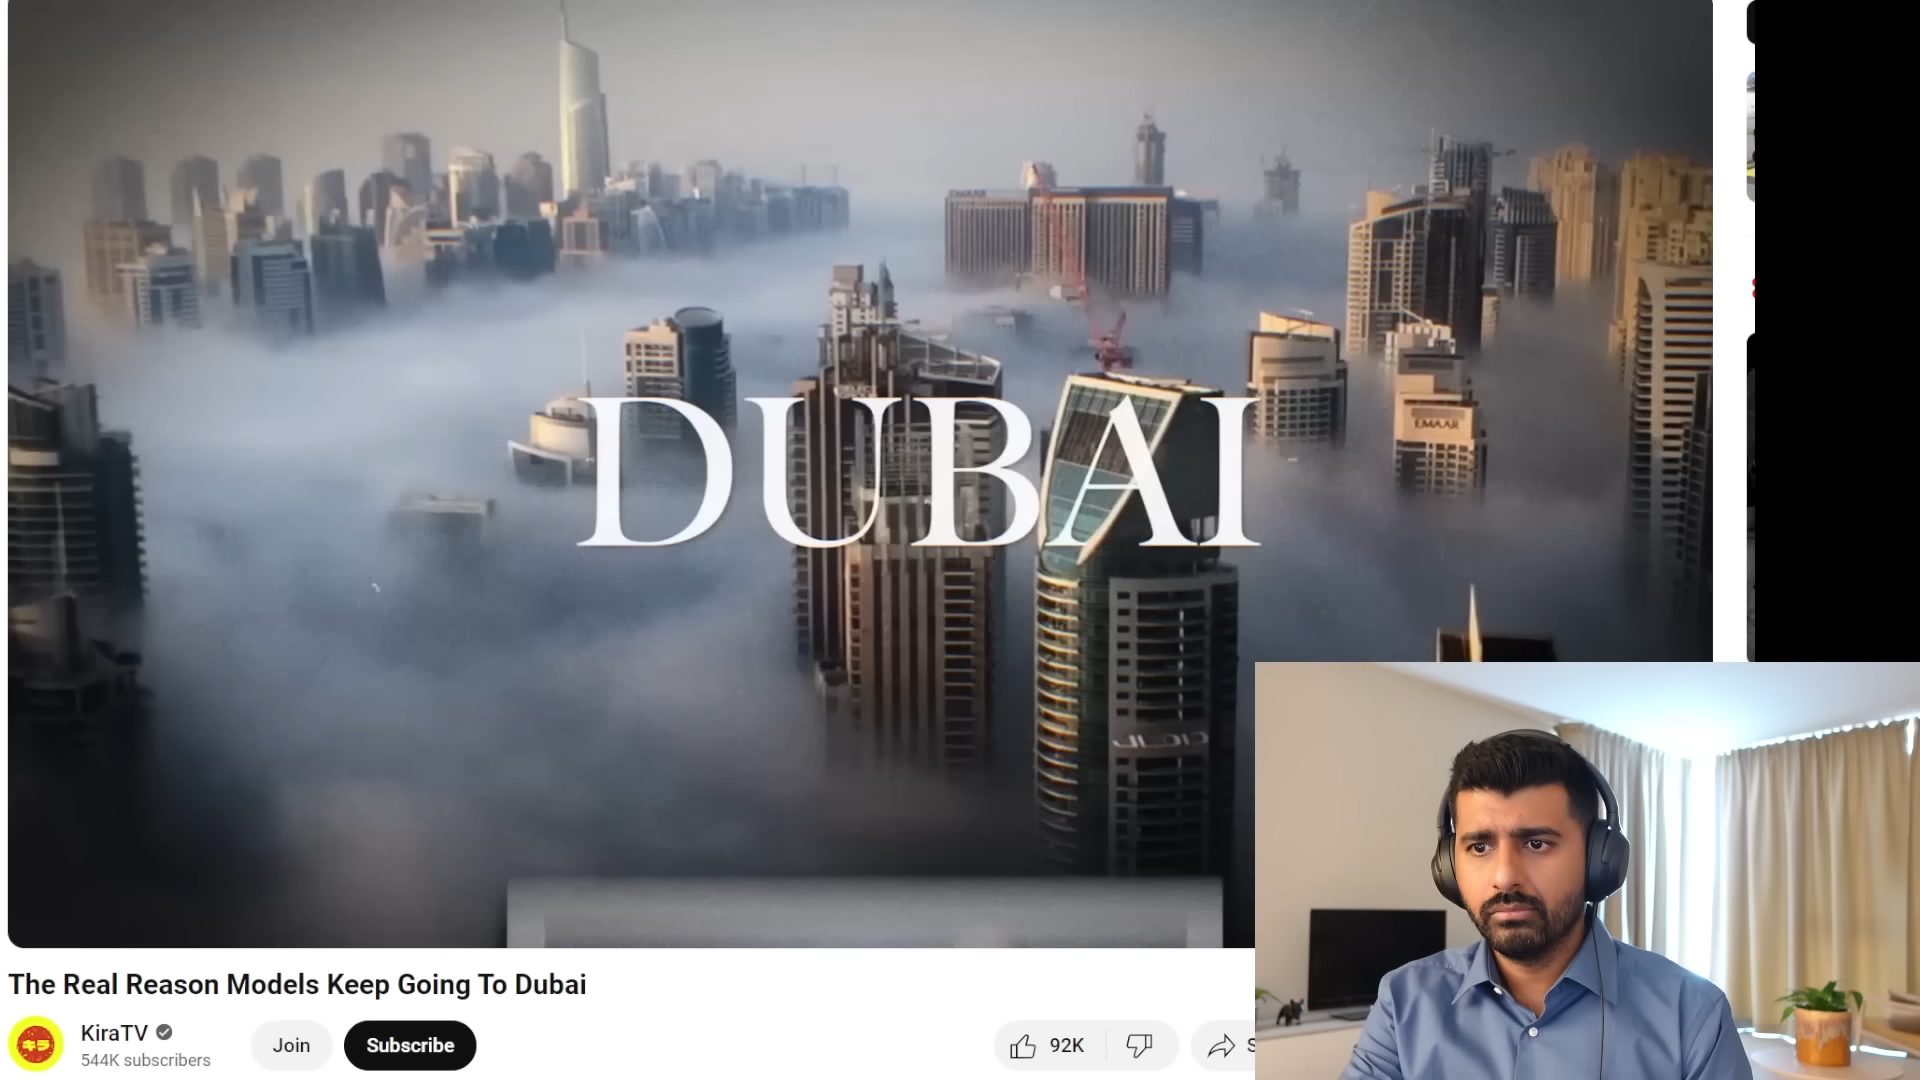 DUBAI
EMAAR
The Real Reason Models Keep Going To Dubai
KiraTV
544K subscribers
Join
Subscribe
92K
S